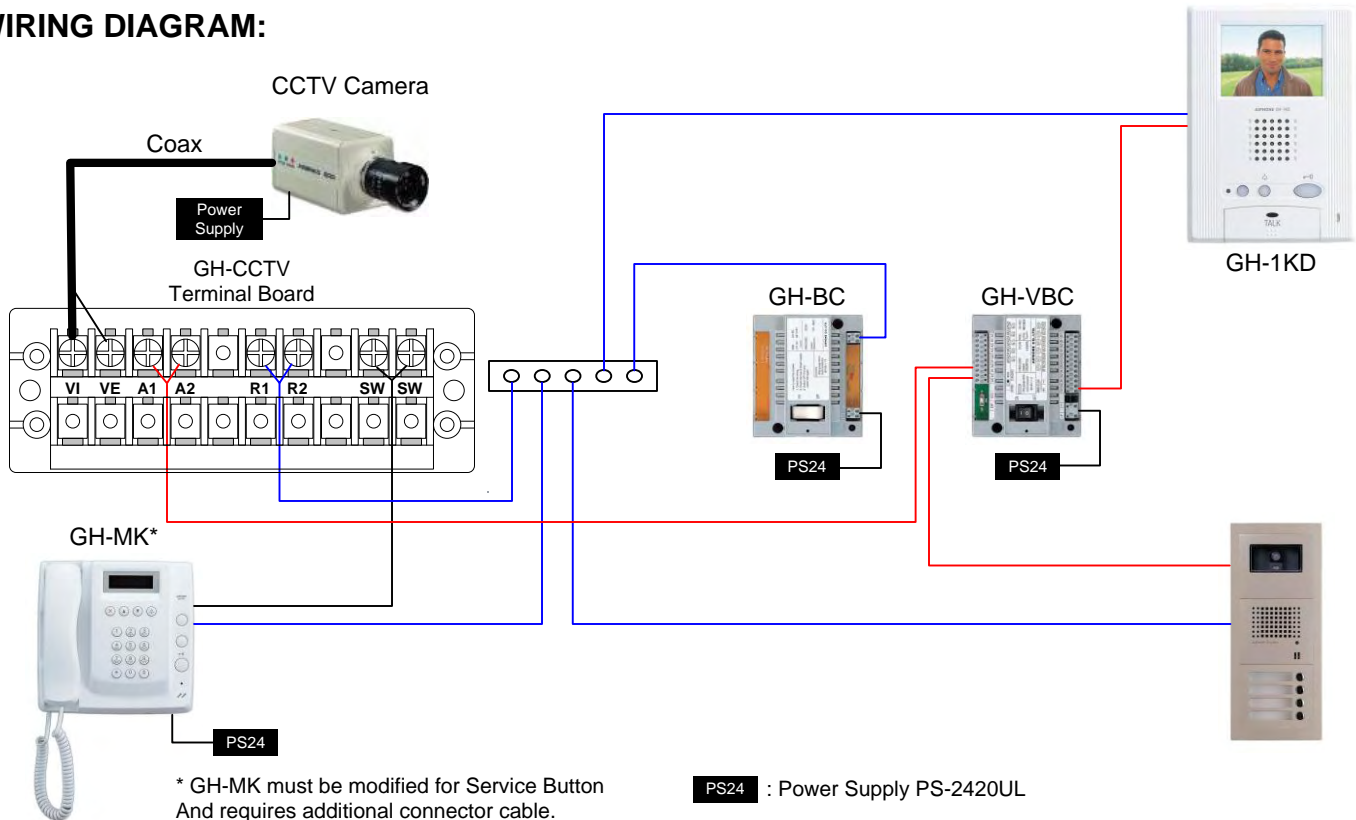 WIRING DIAGRAM:
CCTV Camera
Coax
Power
Supply
GH-CCTV
Terminal Board
VI VE A1 A2 R1 R2 SW SW
GH-BC
GH-VBC
GH-1KD
TALK
PS24
PS24
GH-MK*
PS24
* GH-MK must be modified for Service Button
And requires additional connector cable.
PS24 : Power Supply PS-2420UL